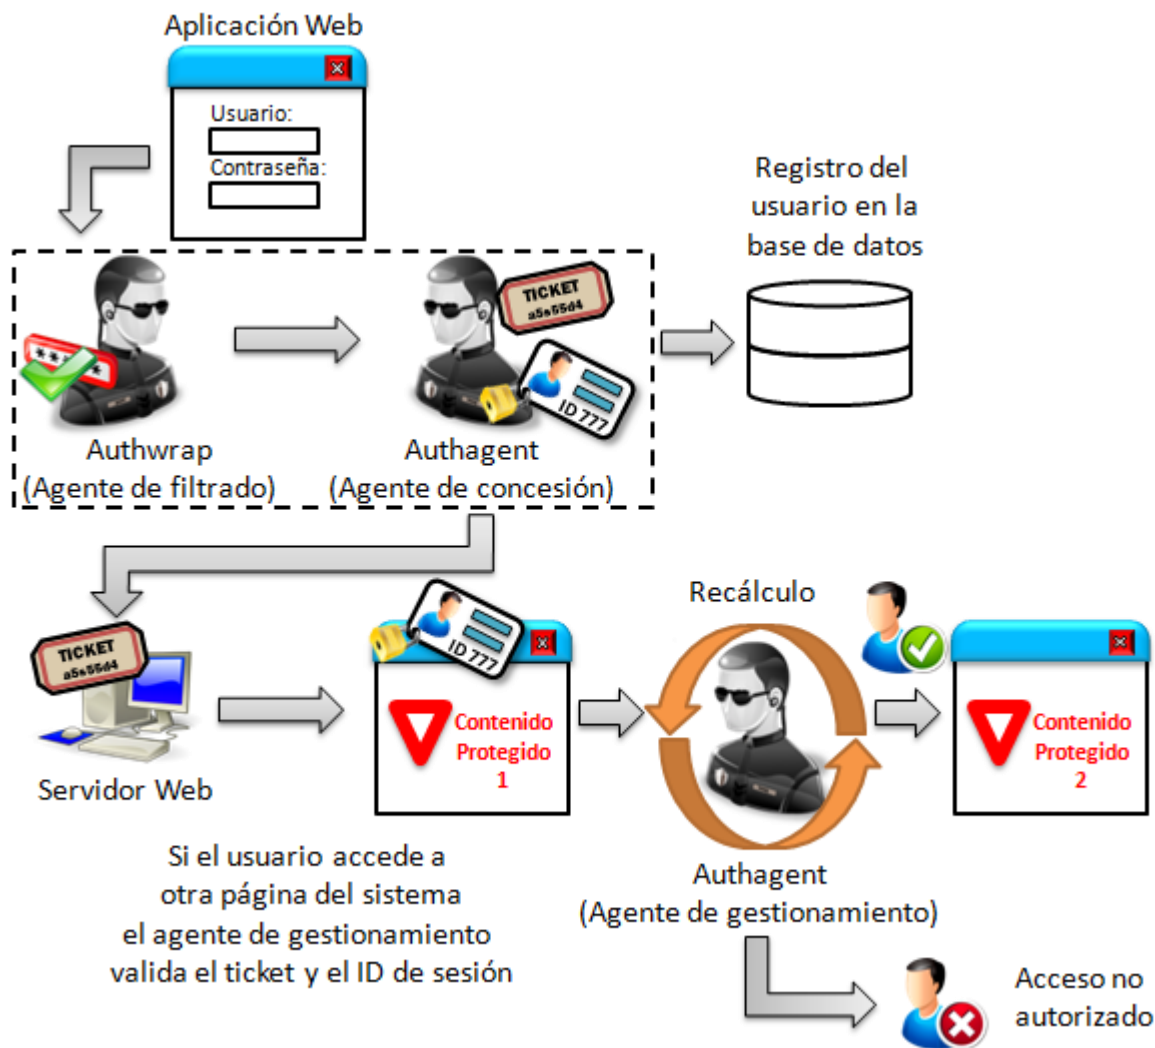 Aplicación Web
Usuario:
Contraseña:
Registro del
usuario en la
base de datos
TICKET
a5s55d4
ID 777
*****
Authwrap
(Agente de filtrado)
Authagent
(Agente de concesión)
TICKET
a5s55d4
Servidor Web
ID 777
Contenido
Protegido
1
Recálculo
Contenido
Protegido
2
Authagent
(Agente de gestionamiento)
Si el usuario accede a
otra página del sistema
el agente de gestionamiento
valida el ticket y el ID de sesión
Acceso no
autorizado